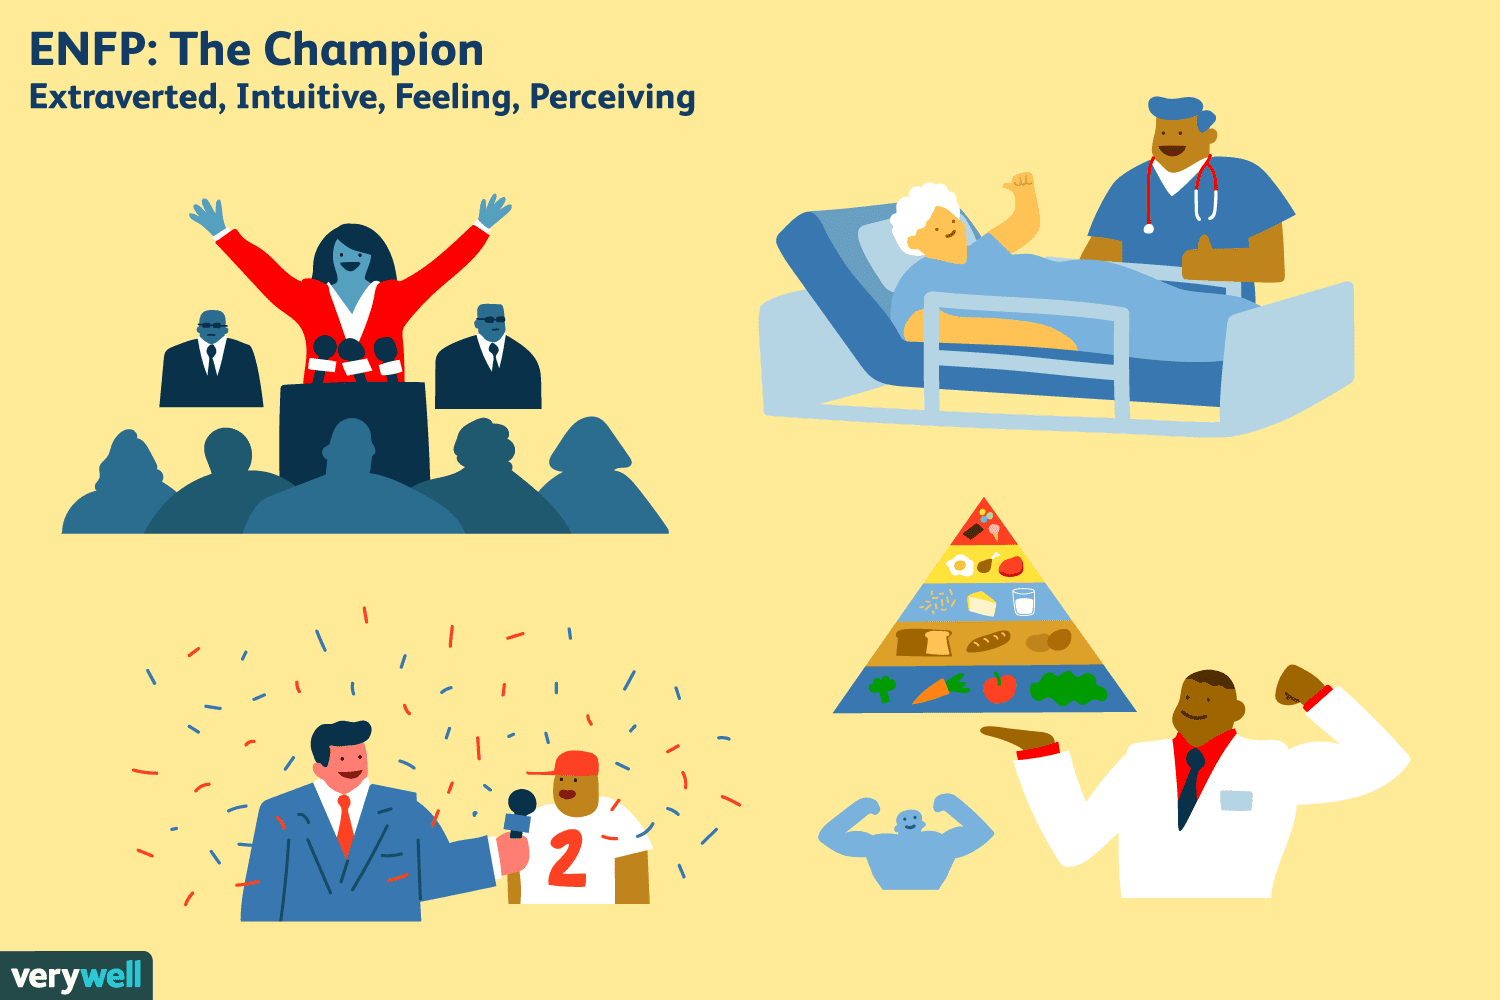 ENFP: The Champion
Extraverted, Intuitive, Feeling, Perceiving
2
verywell